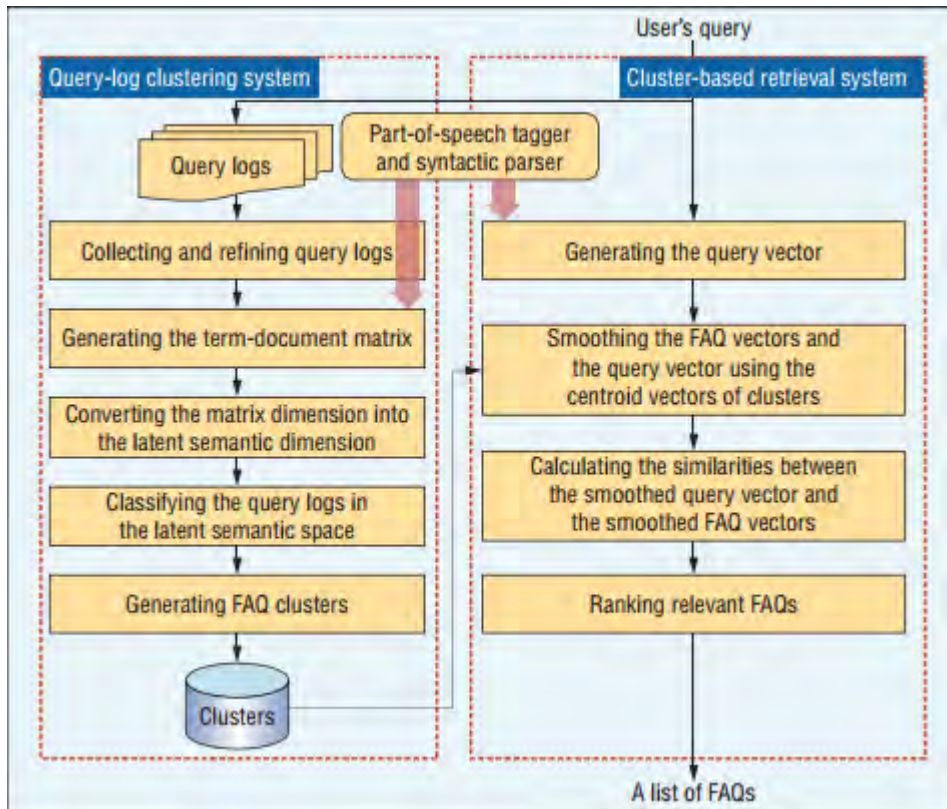 User's query
Query-log clustering system
Cluster-based retrieval system
Part-of-speech tagger
and syntactic parser
Query logs
Collecting and refining query logs
Generating the term-document matrix
Converting the matrix dimension into
the latent semantic dimension
Classifying the query logs in
the latent semantic space
Generating FAQ clusters
Clusters
Generating the query vector
Smoothing the FAQ vectors and
the query vector using the
centroid vectors of clusters
Calculating the similarities between
the smoothed query vector and
the smoothed FAQ vectors
Ranking relevant FAQs
A list of FAQs